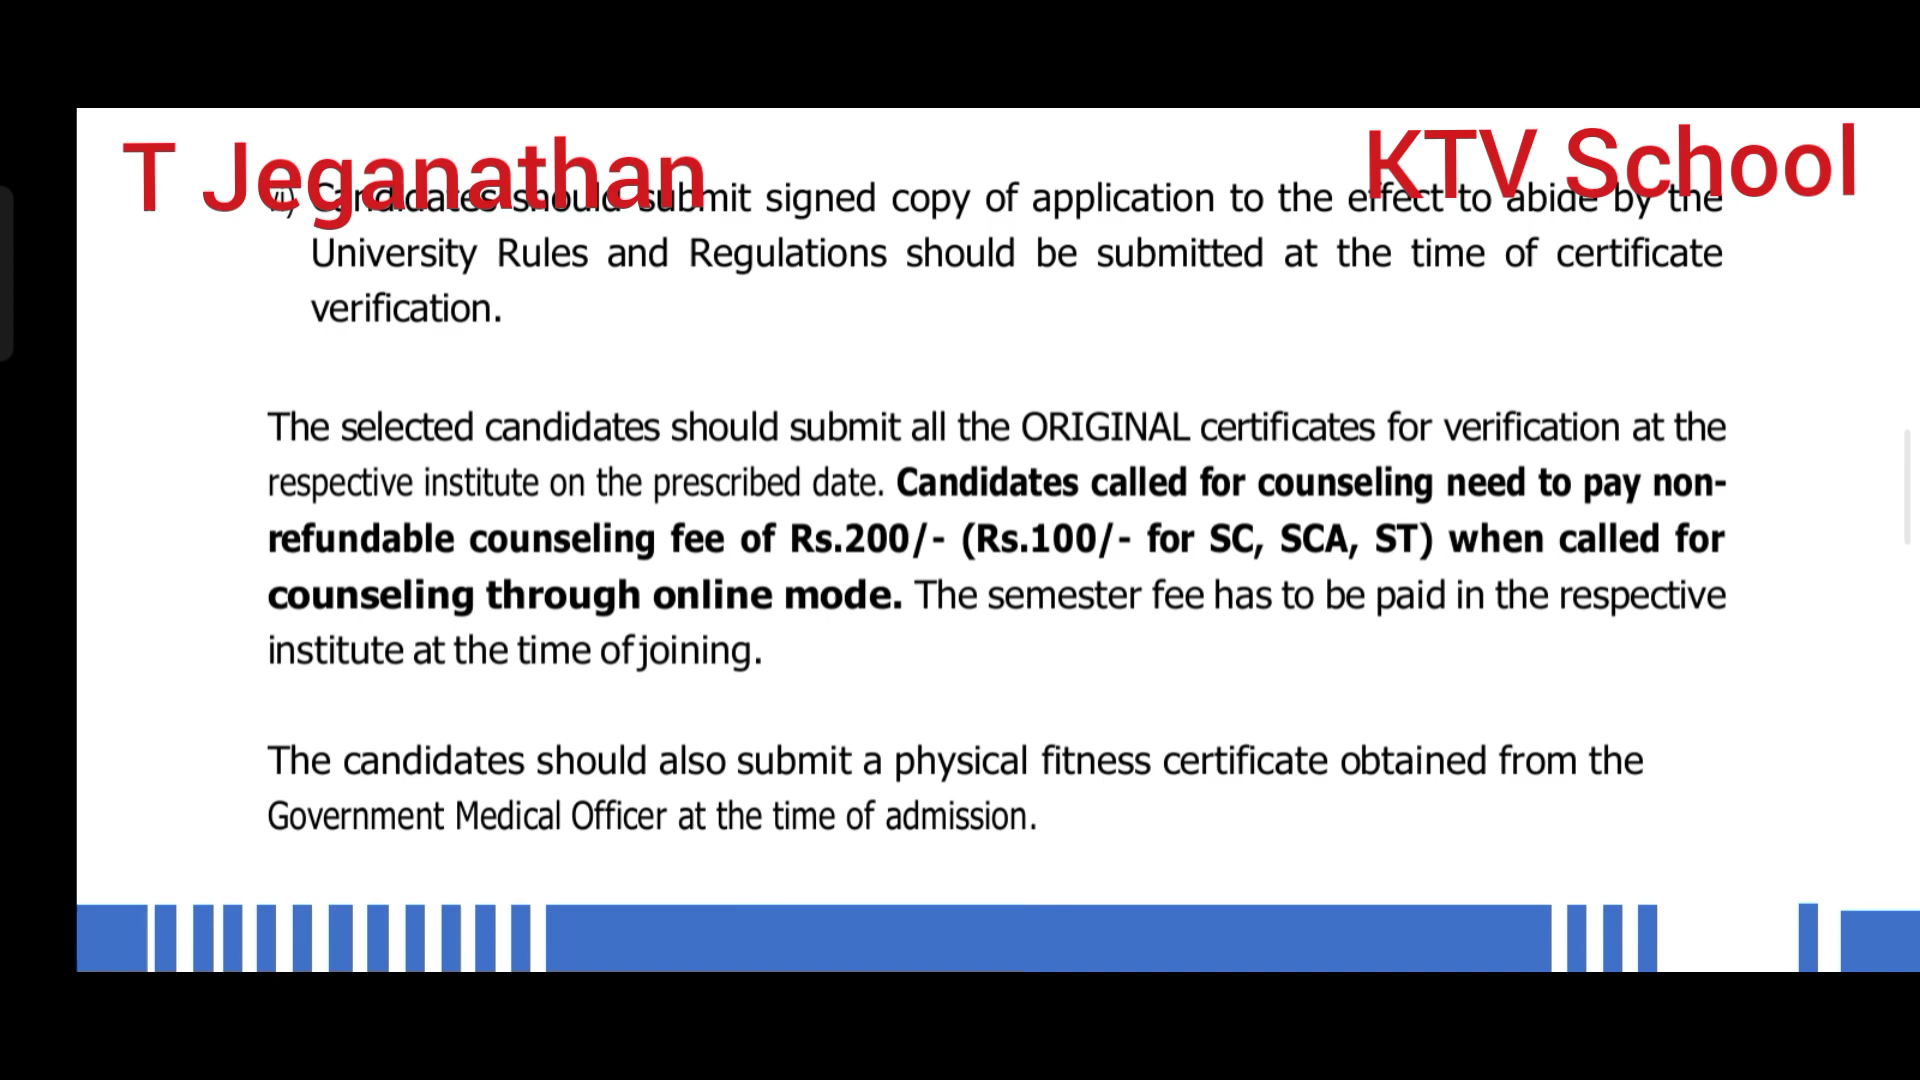 T Jeganathan
KTV School
vi) Candidates should submit signed copy of application to the effect to abide by the
University Rules and Regulations should be submitted at the time of certificate
verification.
The selected candidates should submit all the ORIGINAL certificates for verification at the
respective institute on the prescribed date. Candidates called for counseling need to pay non-
refundable counseling fee of Rs.200/- (Rs.100/- for SC, SCA, ST) when called for
counseling through online mode. The semester fee has to be paid in the respective
institute at the time of joining.
The candidates should also submit a physical fitness certificate obtained from the
Government Medical Officer at the time of admission.